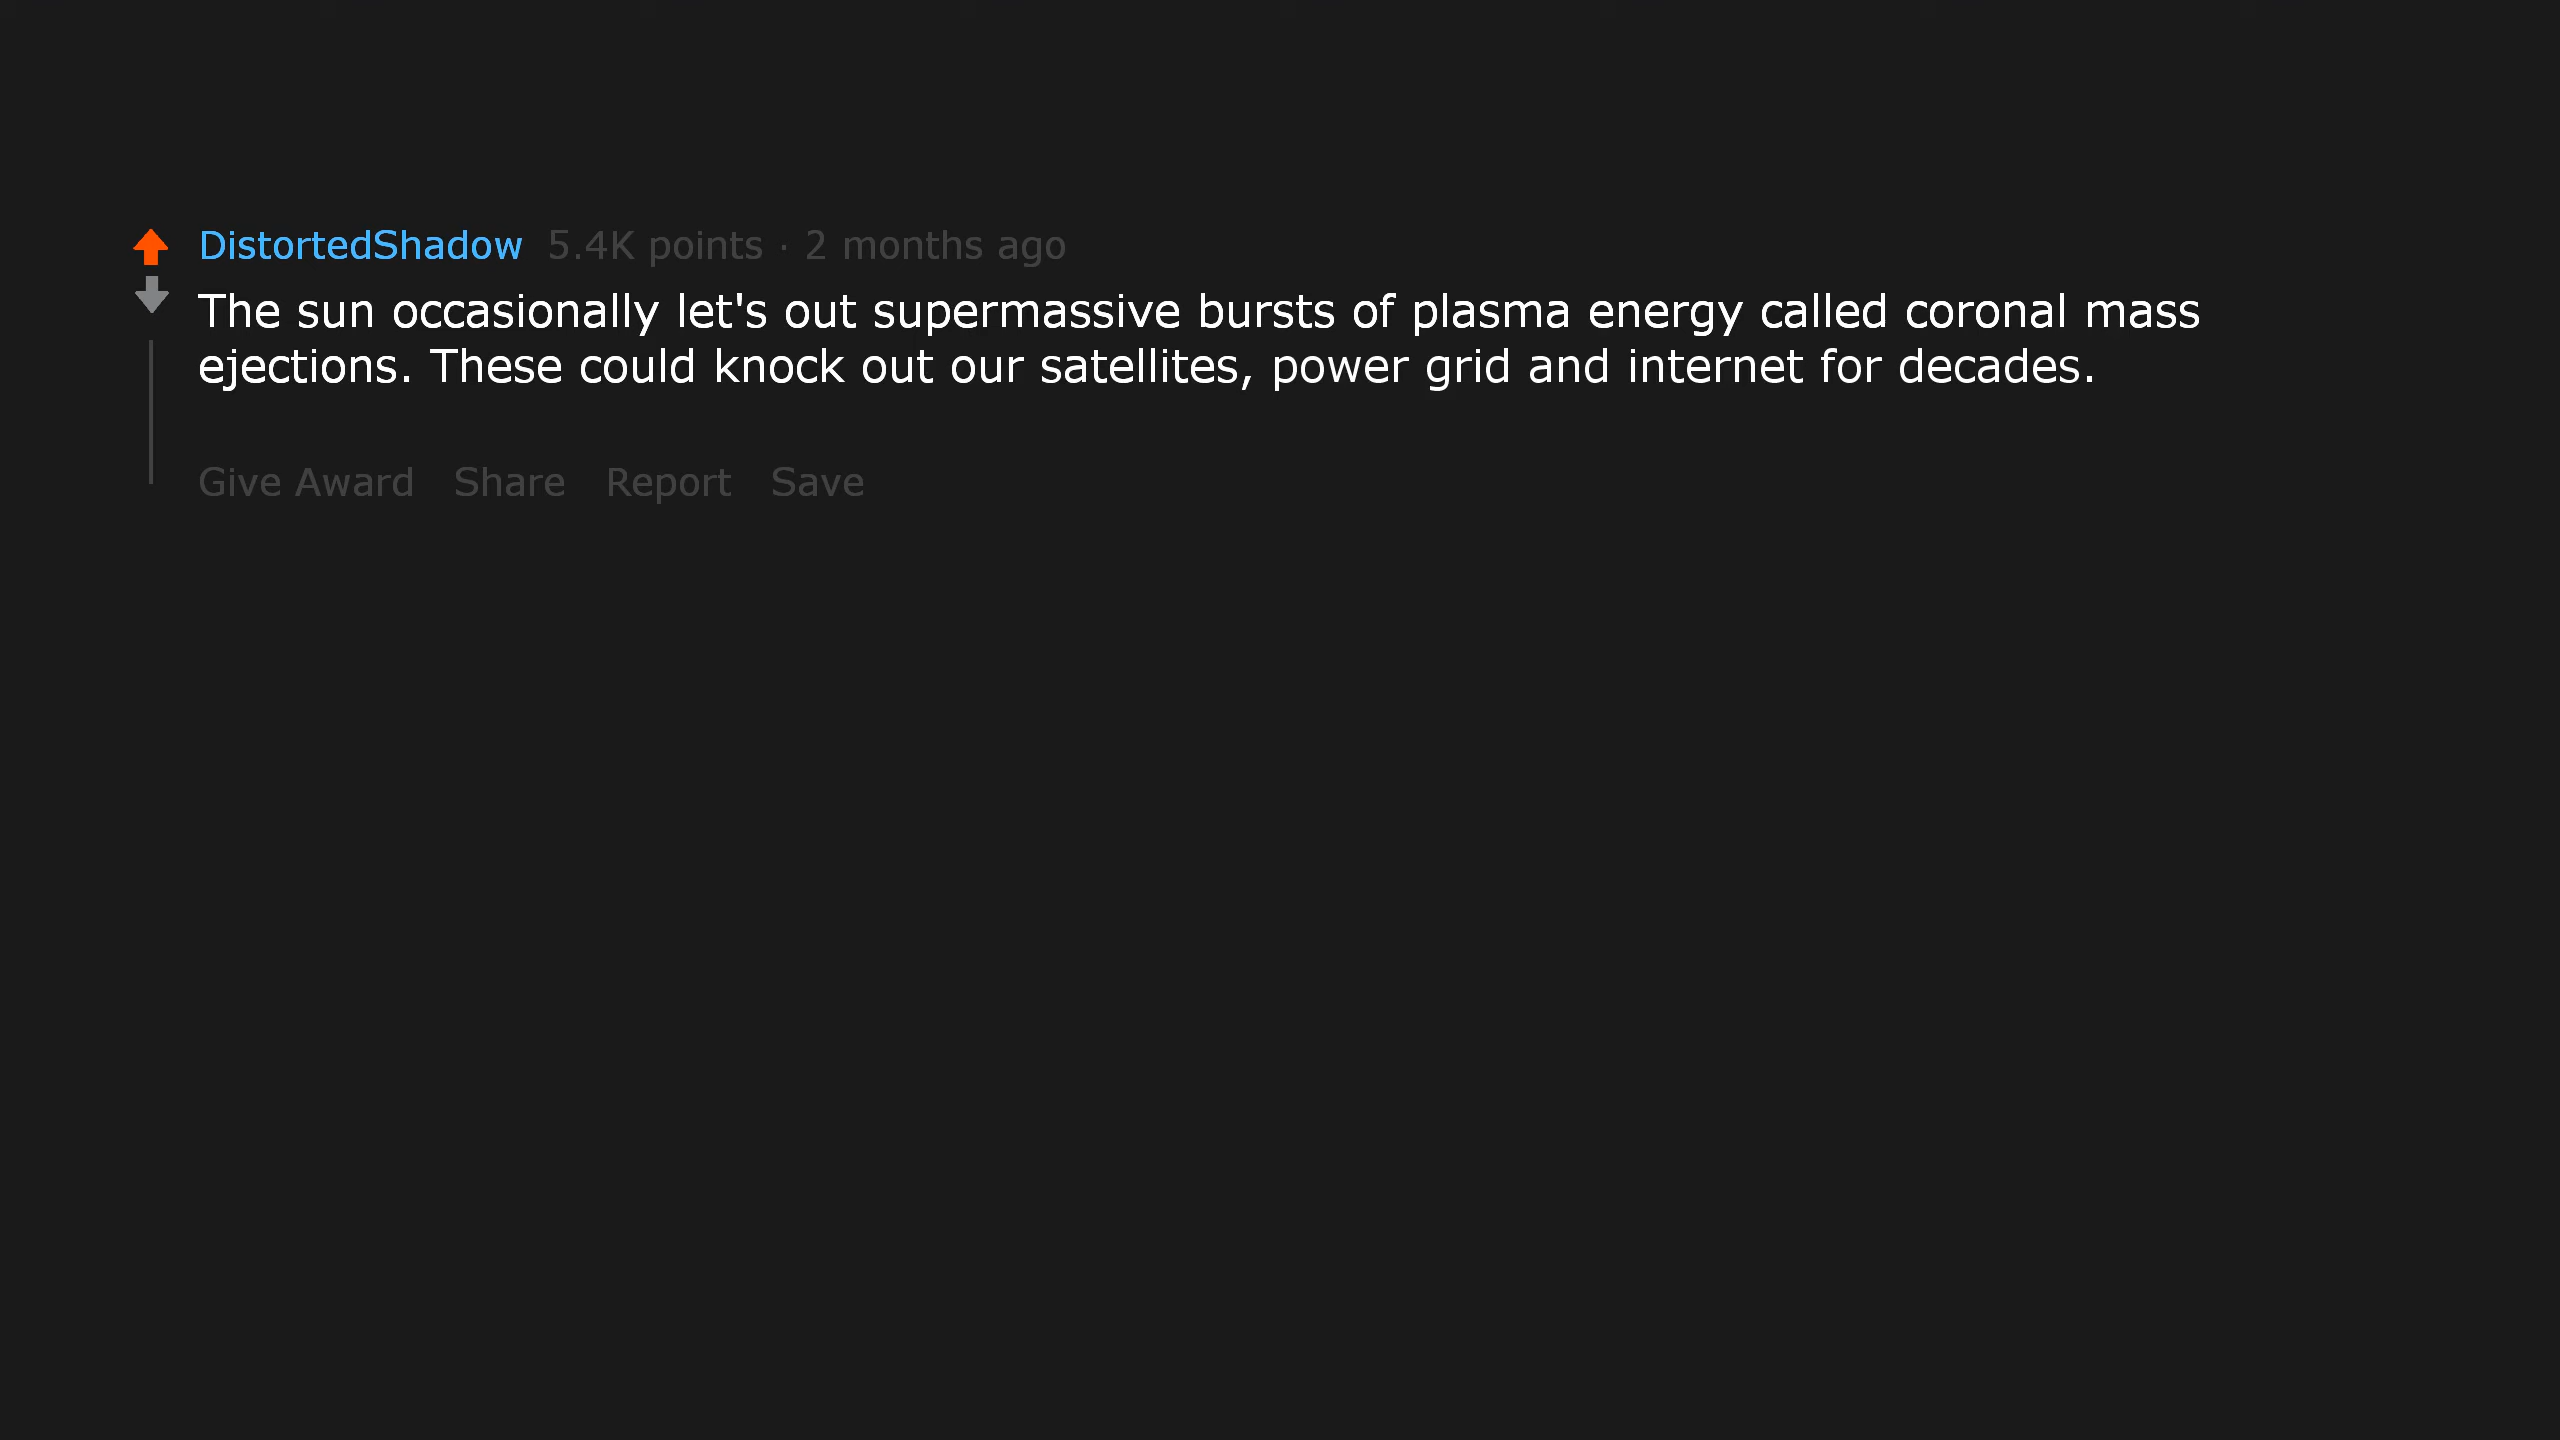 DistortedShadow 5.4K points · 2 months ago
The sun occasionally let's out supermassive bursts of plasma energy called coronal mass
ejections. These could knock out our satellites, power grid and internet for decades.
Give Award Share Report Save